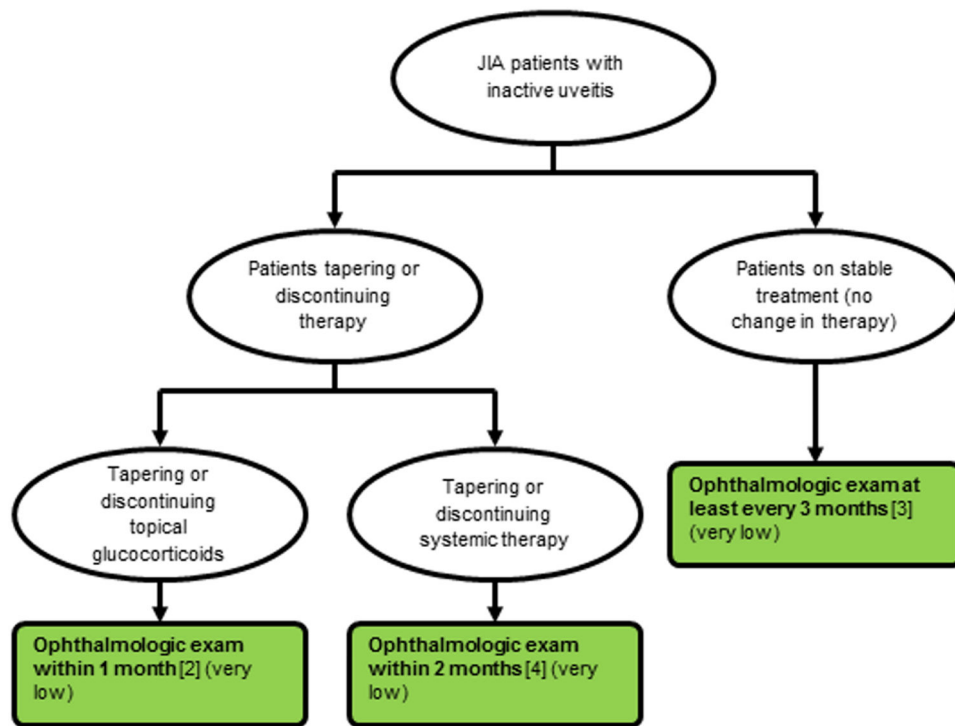 JIA patients with
inactive uveitis
Patients tapering or
discontinuing
therapy
Patients on stable
treatment (no
change in therapy)
Tapering or
discontinuing
topical
glucocorticoids
Tapering or
discontinuing
systemic therapy
Ophthalmologic exam at
least every 3 months [3]
(very low)
Ophthalmologic exam
within 1 month [2] (very
low)
Ophthalmologic exam
within 2 months [4] (very
low)